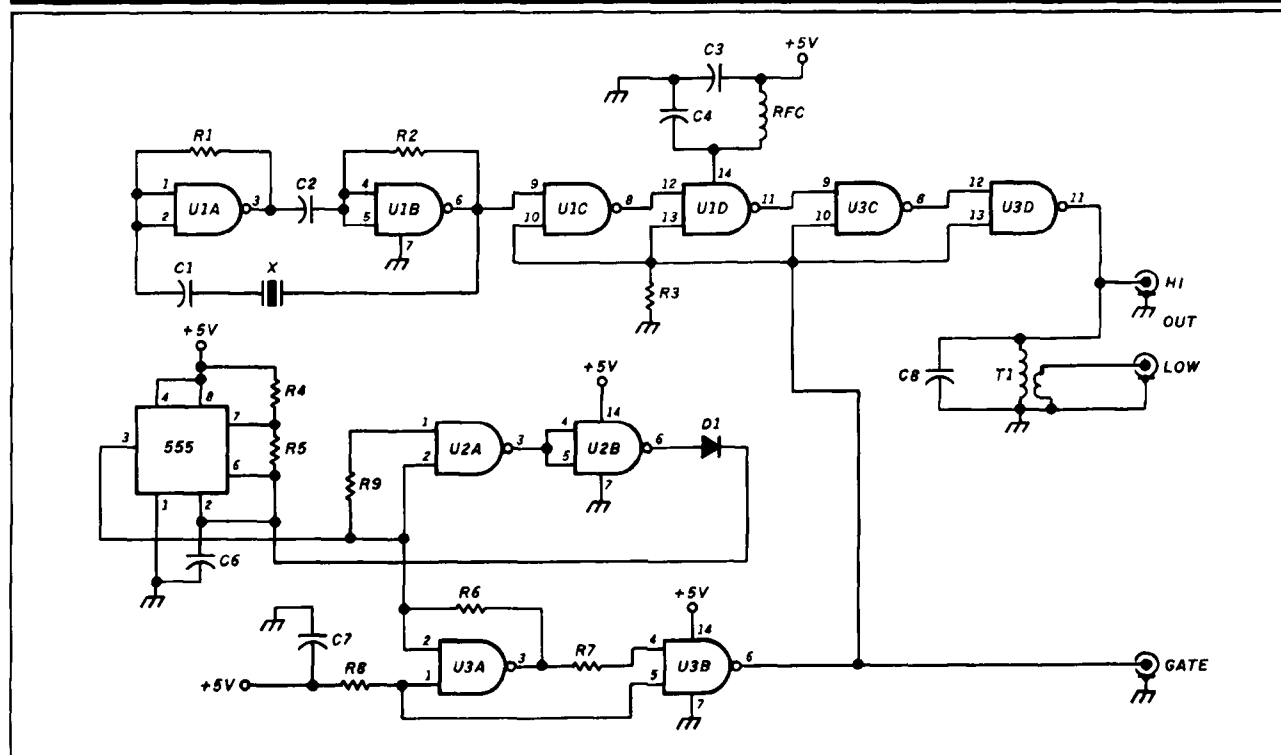 C3
+5V
C4
RFC
R1
R2
14
1
2
U1A
3
C2
4
5
U1B
6
7
9
10
U1C
8
12
13
U1D
11
9
10
U3C
8
12
13
U3D
11
C1
X
R3
HI
OUT
LOW
C8
T1
+5V
4
8
R4
7
3
555
R5
6
1
2
C6
R9
1
2
U2A
3
+5V
14
4
5
U2B
6
7
D1
R6
C7
+5V
R8
2
1
U3A
3
R7
+5V
14
4
5
U3B
6
7
GATE